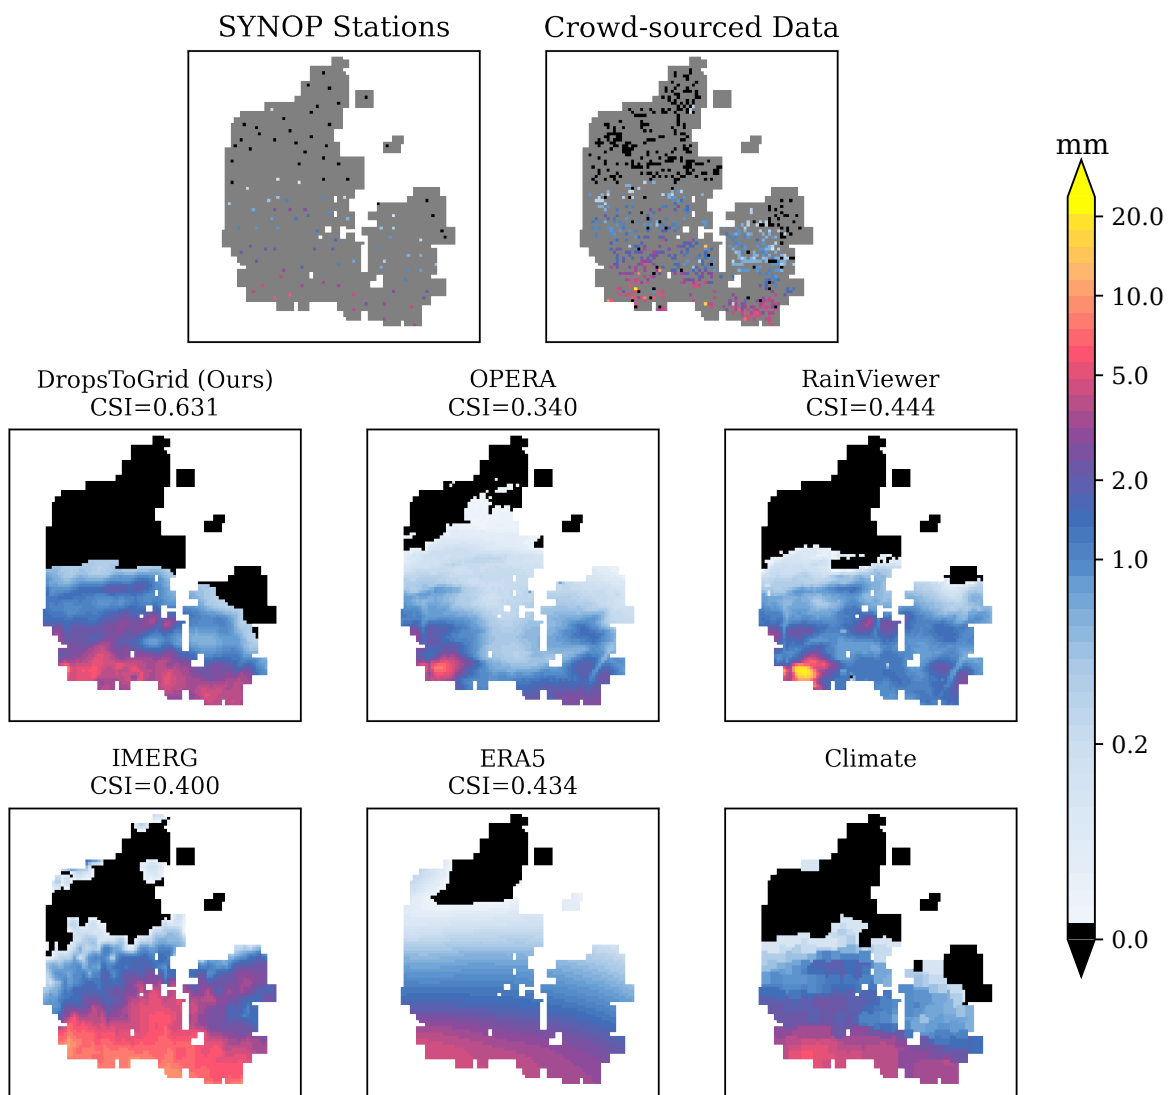 SYNOP Stations
Crowd-sourced Data
mm
20.0
10.0
5.0
2.0
1.0
0.2
0.0
DropsToGrid (Ours)
CSI=0.631
OPERA
CSI=0.340
RainViewer
CSI=0.444
IMERG
CSI=0.400
ERA5
CSI=0.434
Climate